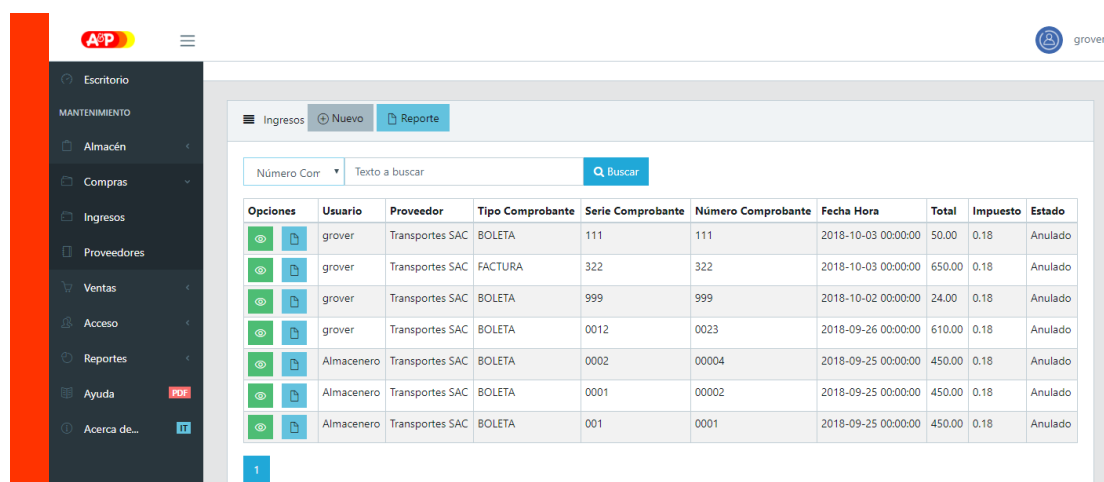 A&P
grover
Escritorio
MANTENIMIENTO
Almacén
Compras
Ingresos
Proveedores
Ventas
Acceso
Reportes
Ayuda PDF
Acerca de... IT
Ingresos Nuevo Reporte
Número Com Texto a buscar Buscar
Opciones Usuario Proveedor Tipo Comprobante Serie Comprobante Número Comprobante Fecha Hora Total Impuesto Estado
grover Transportes SAC BOLETA 111 111 2018-10-03 00:00:00 50.00 0.18 Anulado
grover Transportes SAC FACTURA 322 322 2018-10-03 00:00:00 650.00 0.18 Anulado
grover Transportes SAC BOLETA 999 999 2018-10-02 00:00:00 24.00 0.18 Anulado
grover Transportes SAC BOLETA 0012 0023 2018-09-26 00:00:00 610.00 0.18 Anulado
Almacenero Transportes SAC BOLETA 0002 00004 2018-09-25 00:00:00 450.00 0.18 Anulado
Almacenero Transportes SAC BOLETA 0001 00002 2018-09-25 00:00:00 450.00 0.18 Anulado
Almacenero Transportes SAC BOLETA 001 0001 2018-09-25 00:00:00 450.00 0.18 Anulado
1